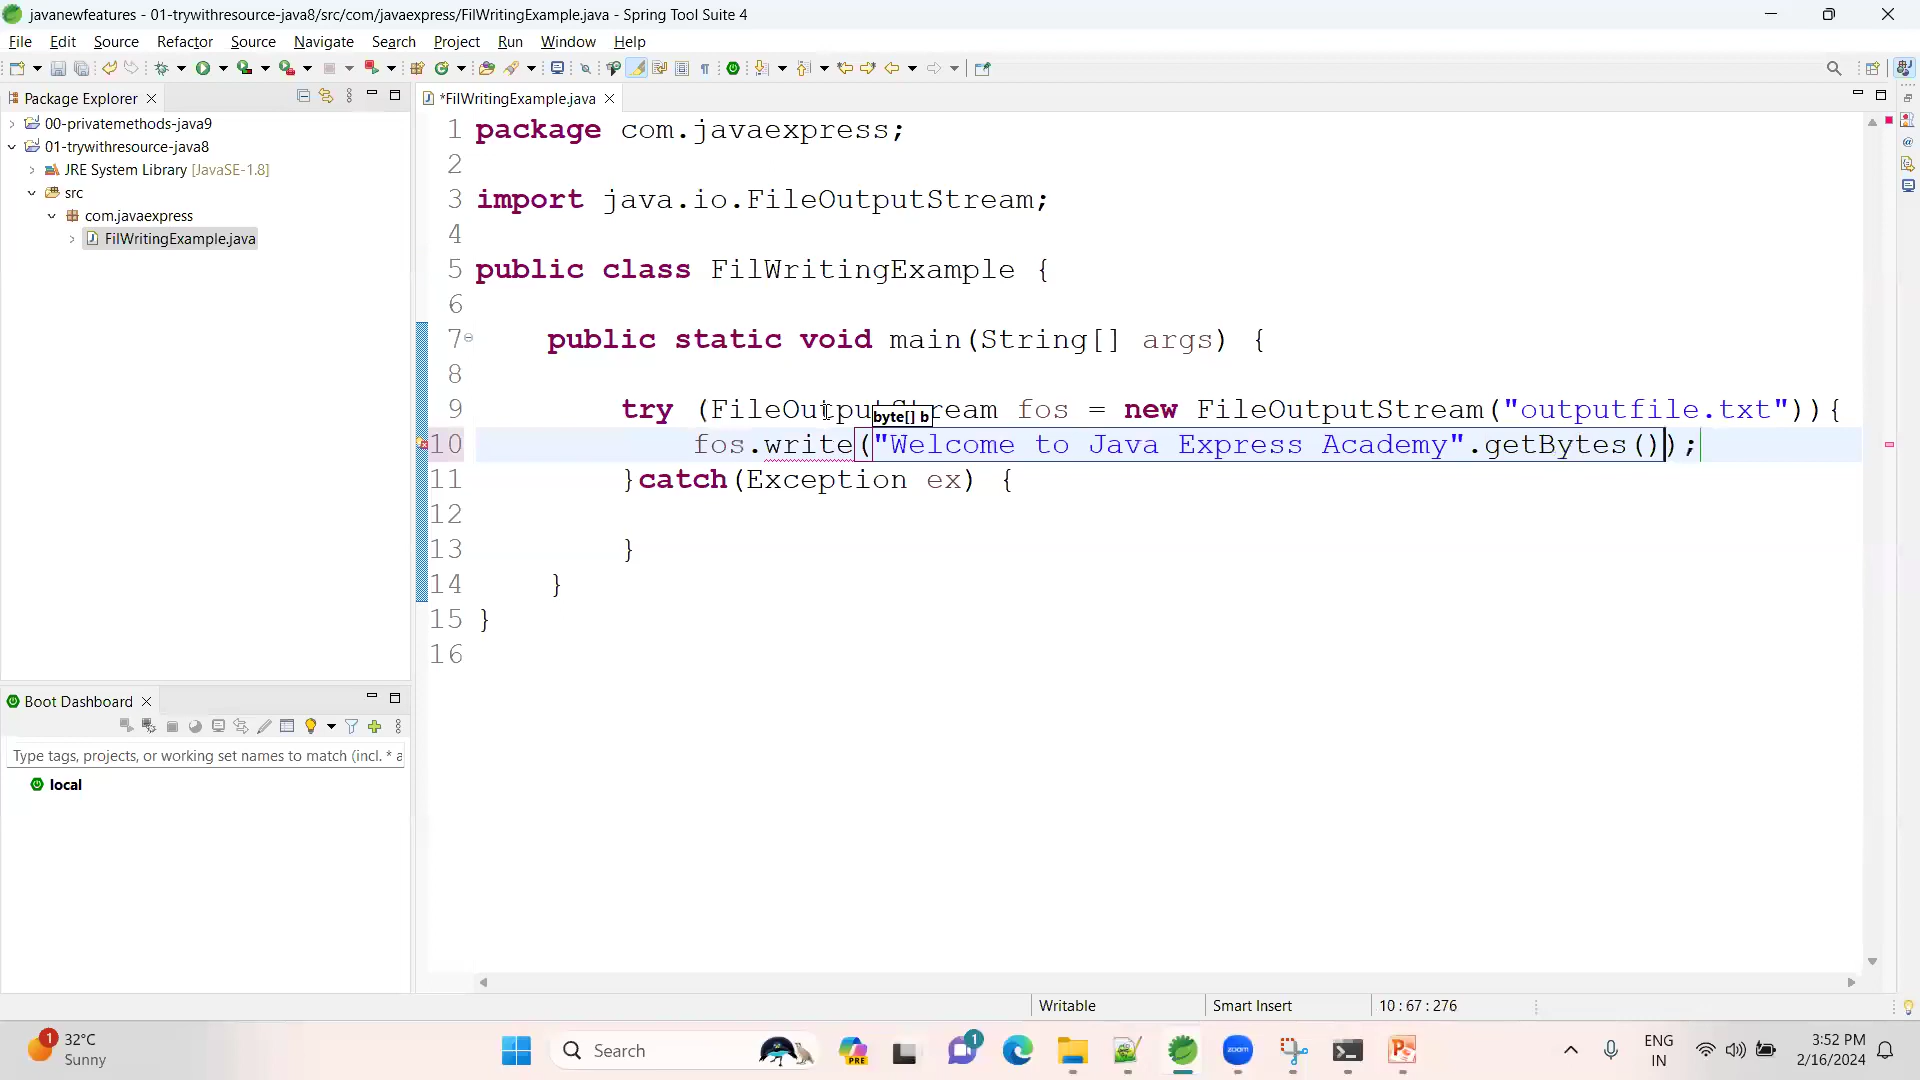 javanewfeatures - 01-trywithresource-java8/src/com/javaexpress/FilWritingExample.java - Spring Tool Suite 4
File Edit Source Refactor Source Navigate Search Project Run Window Help
Package Explorer
*FilWritingExample.java
00-privatemethods-java9
01-trywithresource-java8
JRE System Library [JavaSE-1.8]
src
com.javaexpress
FilWritingExample.java
1 package com.javaexpress;
2
3 import java.io.FileOutputStream;
4
5 public class FilWritingExample {
6
7 public static void main(String[] args) {
8
9 try (FileOutputStream fos = new FileOutputStream("outputfile.txt")){
byte[] b
10 fos.write("Welcome to Java Express Academy".getBytes());
11 }catch(Exception ex) {
12
13 }
14 }
15 }
16
Boot Dashboard
Type tags, projects, or working set names to match (incl. * a
local
Writable Smart Insert 10 : 67 : 276
1
32°C
Sunny
Search
PRE
1
zoom
ENG
IN
3:52 PM
2/16/2024